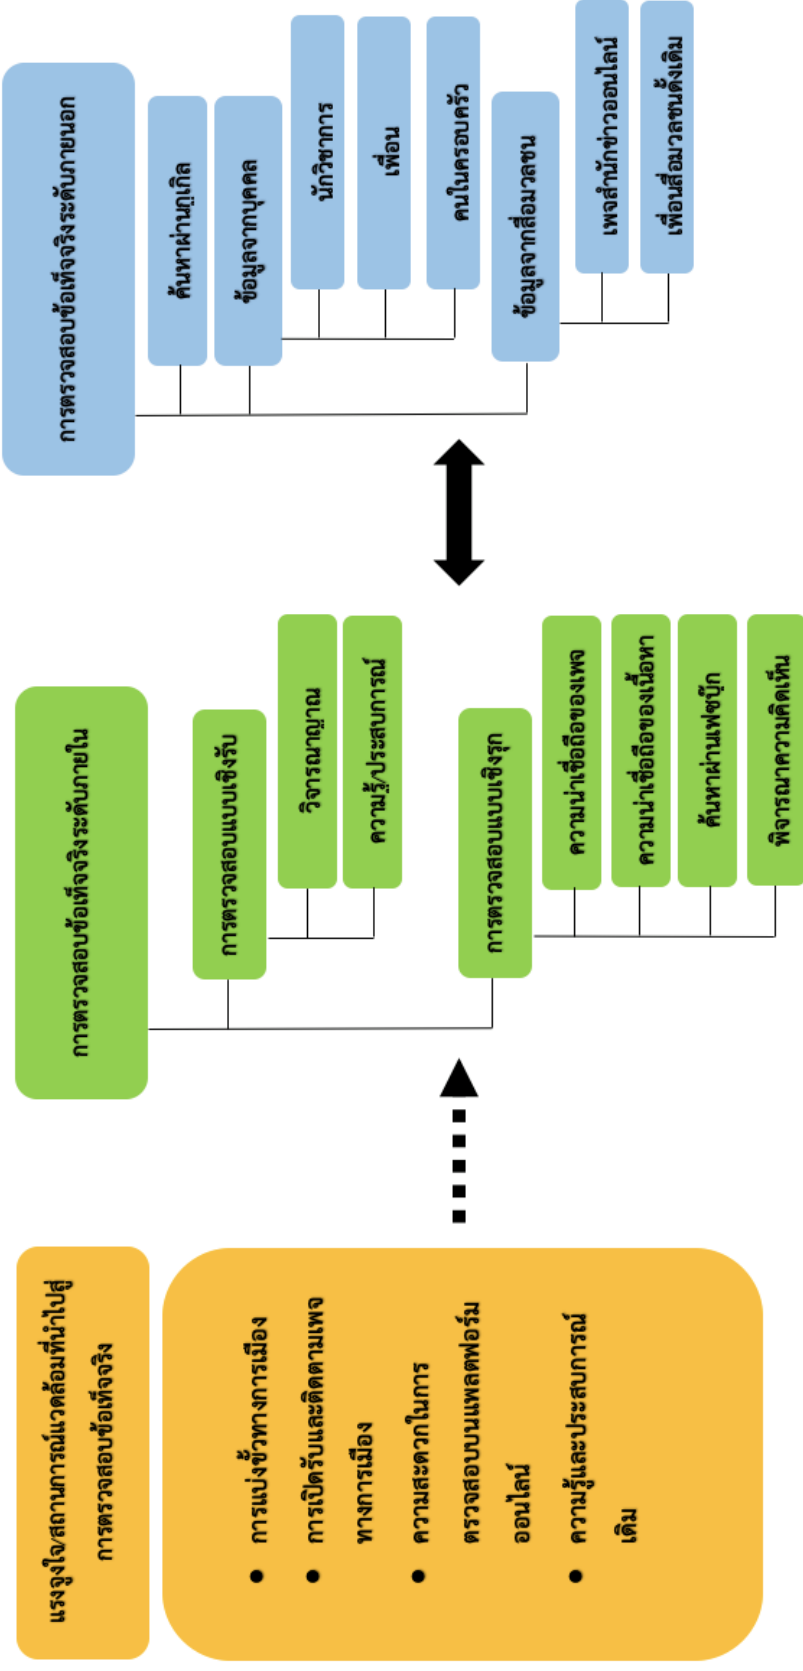 แรงจูงใจ/สถานการณ์แวดล้อมที่นำไปสู่
การตรวจสอบข้อเท็จจริง
● การแบ่งขั้วทางการเมือง
● การเปิดรับและติดตามเพจ
ทางการเมือง
● ความสะดวกในการ
ตรวจสอบบนแพลตฟอร์ม
ออนไลน์
● ความรู้และประสบการณ์
เดิม
การตรวจสอบข้อเท็จจริงระดับภายใน
การตรวจสอบแบบเชิงรับ
วิจารณาญาณ
ความรู้/ประสบการณ์
การตรวจสอบแบบเชิงรุก
ความน่าเชื่อถือของเพจ
ความน่าเชื่อถือของเนื้อหา
ค้นหาผ่านเฟซบุ๊ก
พิจารณาความคิดเห็น
การตรวจสอบข้อเท็จจริงระดับภายนอก
ค้นหาผ่านกูเกิล
ข้อมูลจากบุคคล
นักวิชาการ
เพื่อน
คนในครอบครัว
ข้อมูลจากสื่อมวลชน
เพจสำนักข่าวออนไลน์
เพื่อนสื่อมวลชนดั้งเดิม